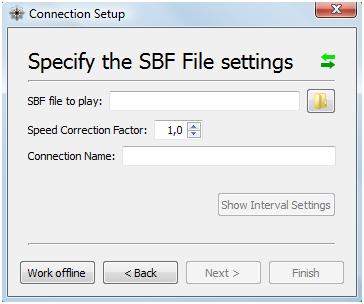 Connection Setup
Specify the SBF File settings
SBF file to play:
Speed Correction Factor: 1,0
Connection Name:
Show Interval Settings
Work offline < Back Next > Finish